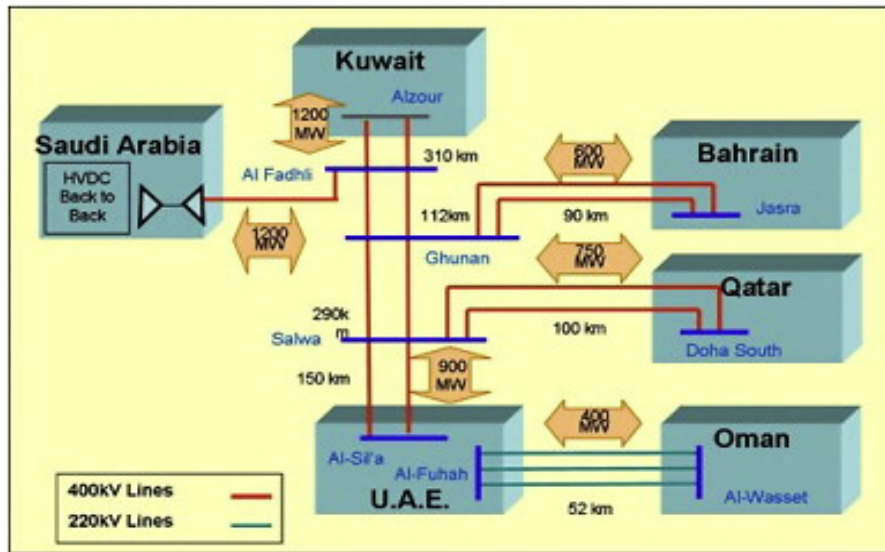 Kuwait
Alzour
1200
MW
Saudi Arabia
HVDC
Back to
Back
Al Fadhli
310 km
600
MW
Bahrain
Jasra
1200
MW
112km
90 km
Ghunan
750
MW
Qatar
290k
m
Salwa
100 km
Doha South
150 km
900
MW
400
MW
Oman
Al-Sil'a
Al-Fuhah
U.A.E.
Al-Wasset
52 km
400kV Lines
220kV Lines